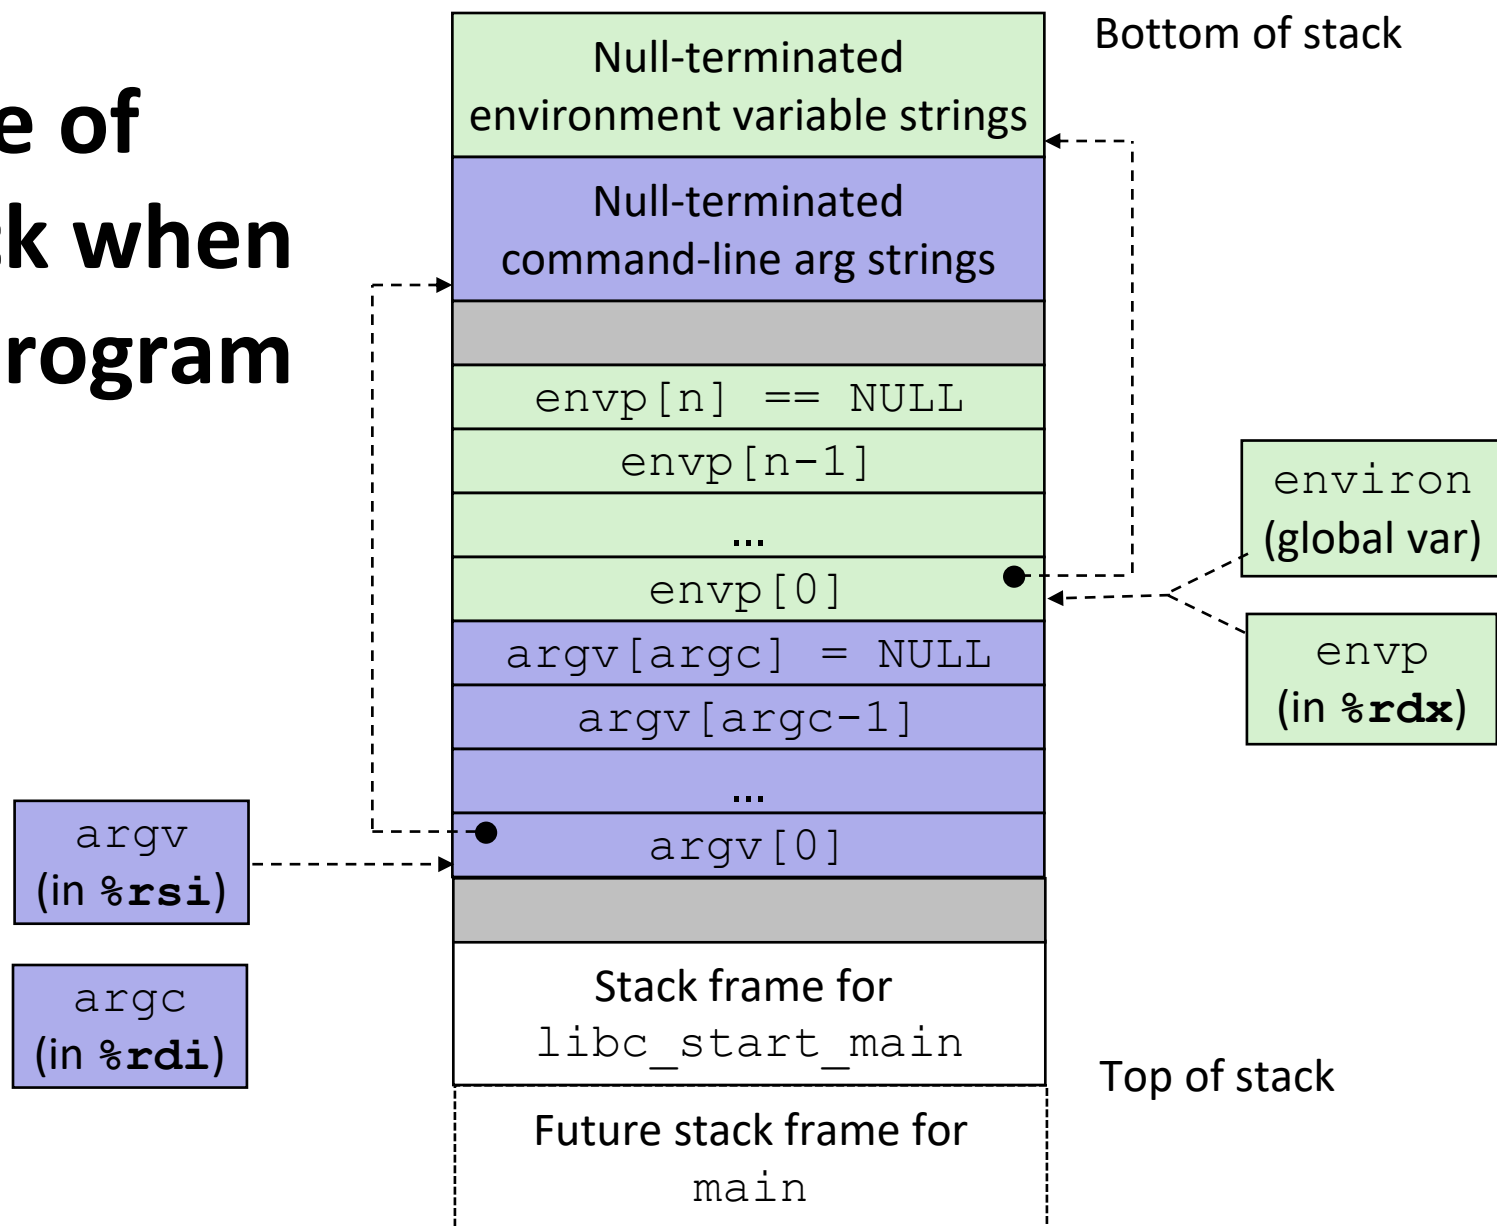 e of
k when
rogram
Bottom of stack
Null-terminated
environment variable strings
Null-terminated
command-line arg strings
envp[n] == NULL
envp[n-1]
...
envp[0]
argv[argc] = NULL
argv[argc-1]
...
argv[0]
environ
(global var)
envp
(in %rdx)
argv
(in %rsi)
argc
(in %rdi)
Stack frame for
libc_start_main
Top of stack
Future stack frame for
main